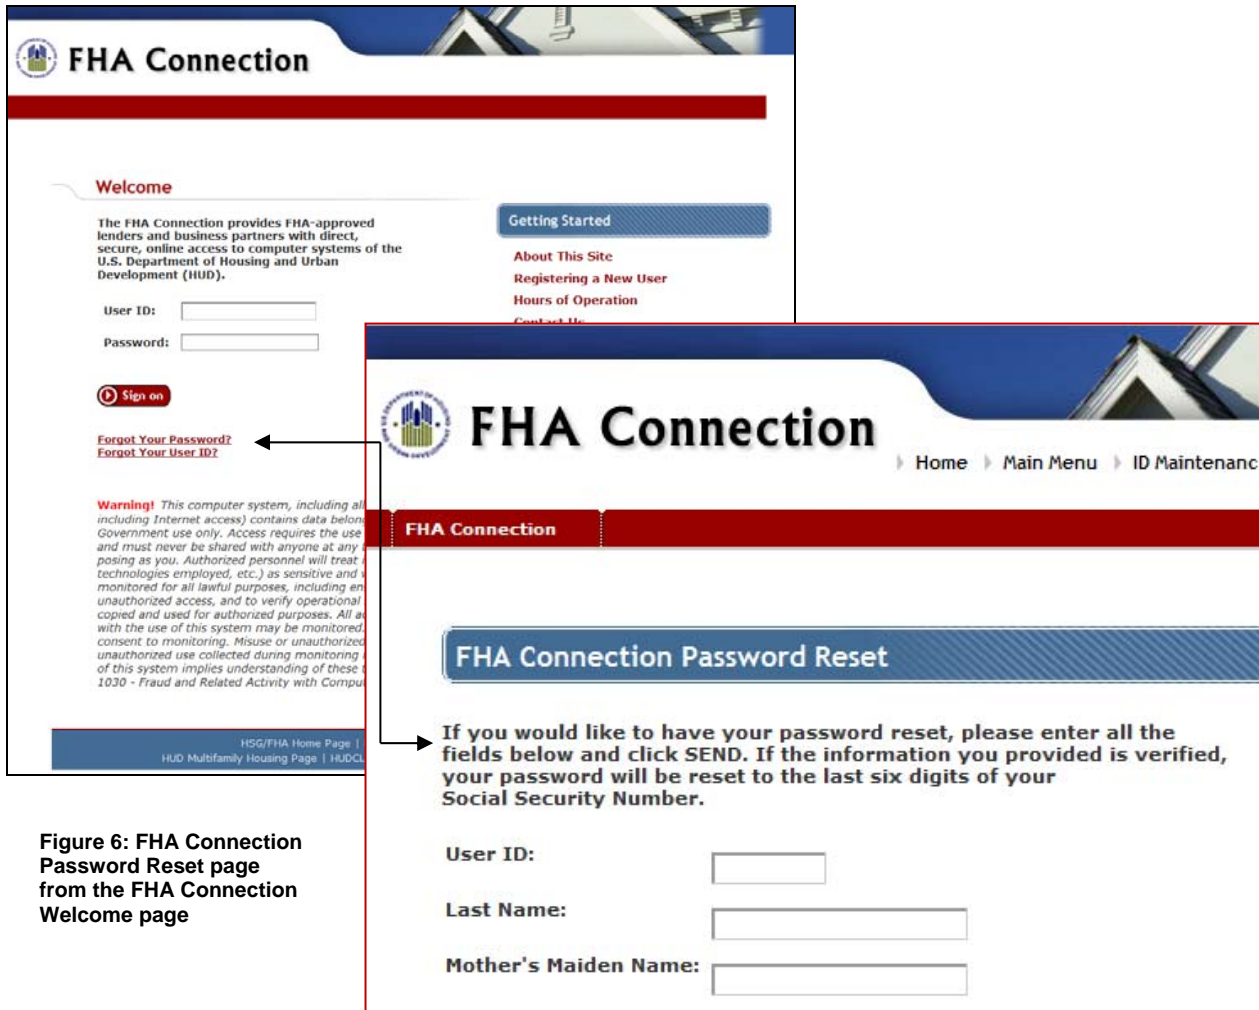 FHA Connection
Welcome
The FHA Connection provides FHA-approved
lenders and business partners with direct,
secure, online access to computer systems of the
U.S. Department of Housing and Urban
Development (HUD).
User ID:
Password:
Sign on
Forgot Your Password?
Forgot Your User ID?
Getting Started
About This Site
Registering a New User
Hours of Operation
Contact Us
Warning! This computer system, including all
including Internet access) contains data belon
Government use only. Access requires the use
and must never be shared with anyone at any
posing as you. Authorized personnel will treat
technologies employed, etc.) as sensitive and
monitored for all lawful purposes, including en
unauthorized access, and to verify operational
copied and used for authorized purposes. All a
with the use of this system may be monitored.
consent to monitoring. Misuse or unauthorized
unauthorized use collected during monitoring
of this system implies understanding of these
1030 - Fraud and Related Activity with Compu
HSG/FHA Home Page |
HUD Multifamily Housing Page | HUDCL
FHA Connection
Home Main Menu ID Maintenanc
FHA Connection
FHA Connection Password Reset
If you would like to have your password reset, please enter all the
fields below and click SEND. If the information you provided is verified,
your password will be reset to the last six digits of your
Social Security Number.
User ID:
Last Name:
Mother's Maiden Name:
Figure 6: FHA Connection
Password Reset page
from the FHA Connection
Welcome page